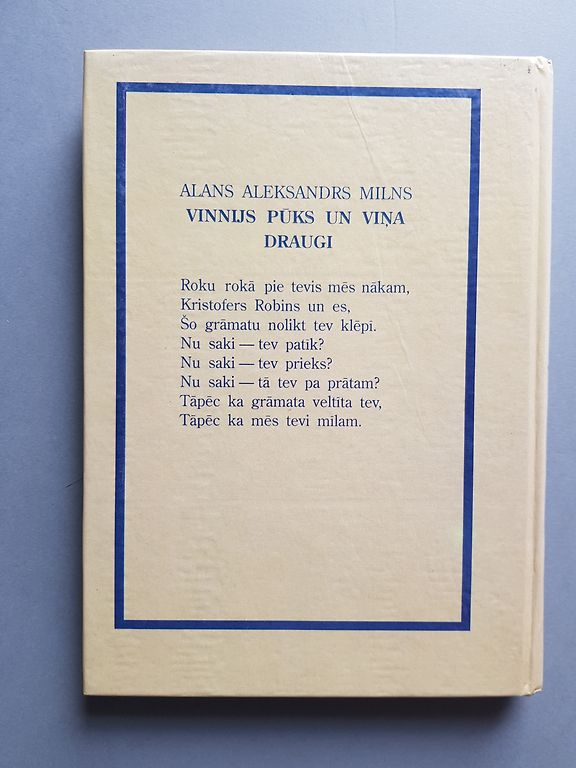 ALANS ALEKSANDRS MILNS
VINNIJS PŪKS UN VIŅA
DRAUGI
Roku rokā pie tevis mēs nākam,
Kristofers Robins un es,
Šo grāmatu nolikt tev klēpī.
Nu saki — tev patīk?
Nu saki — tev prieks?
Nu saki — tā tev pa prātam?
Tāpēc ka grāmata veltīta tev,
Tāpēc ka mēs tevi mīlam.